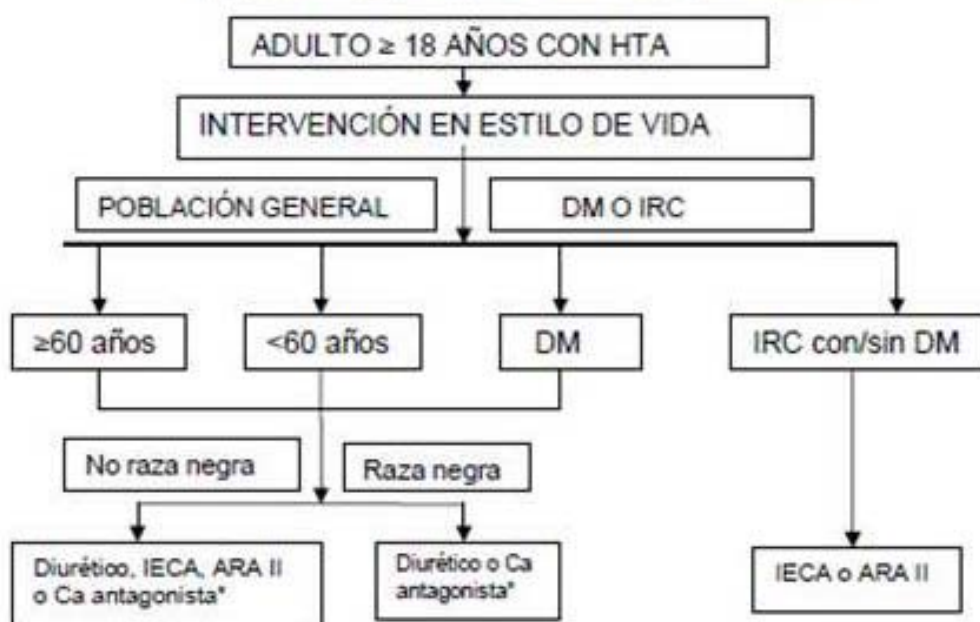 ADULTO ≥ 18 AÑOS CON HTA
INTERVENCIÓN EN ESTILO DE VIDA
POBLACIÓN GENERAL
DM O IRC
≥60 años
<60 años
DM
IRC con/sin DM
No raza negra
Raza negra
Diurético, IECA, ARA II
o Ca antagonista*
Diurético o Ca
antagonista*
IECA o ARA II